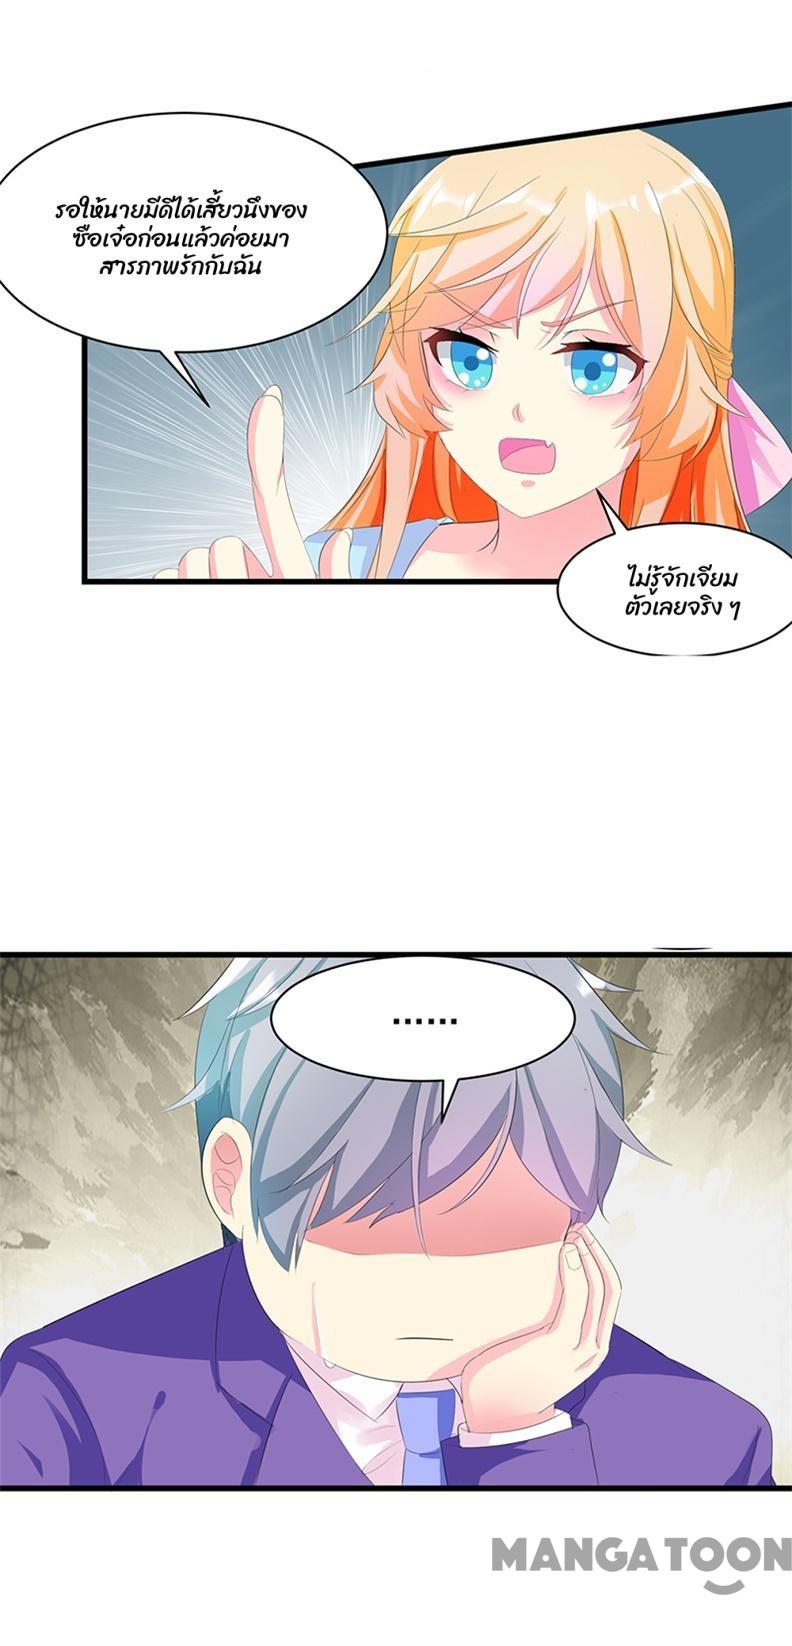 รอให้นายมีดีได้เสี้ยวนึงของ
ซือเจ๋อก่อนแล้วค่อยมา
สารภาพรักกับฉัน
ไม่รู้จักเจียม
ตัวเลยจริง ๆ
......
MANGATOON